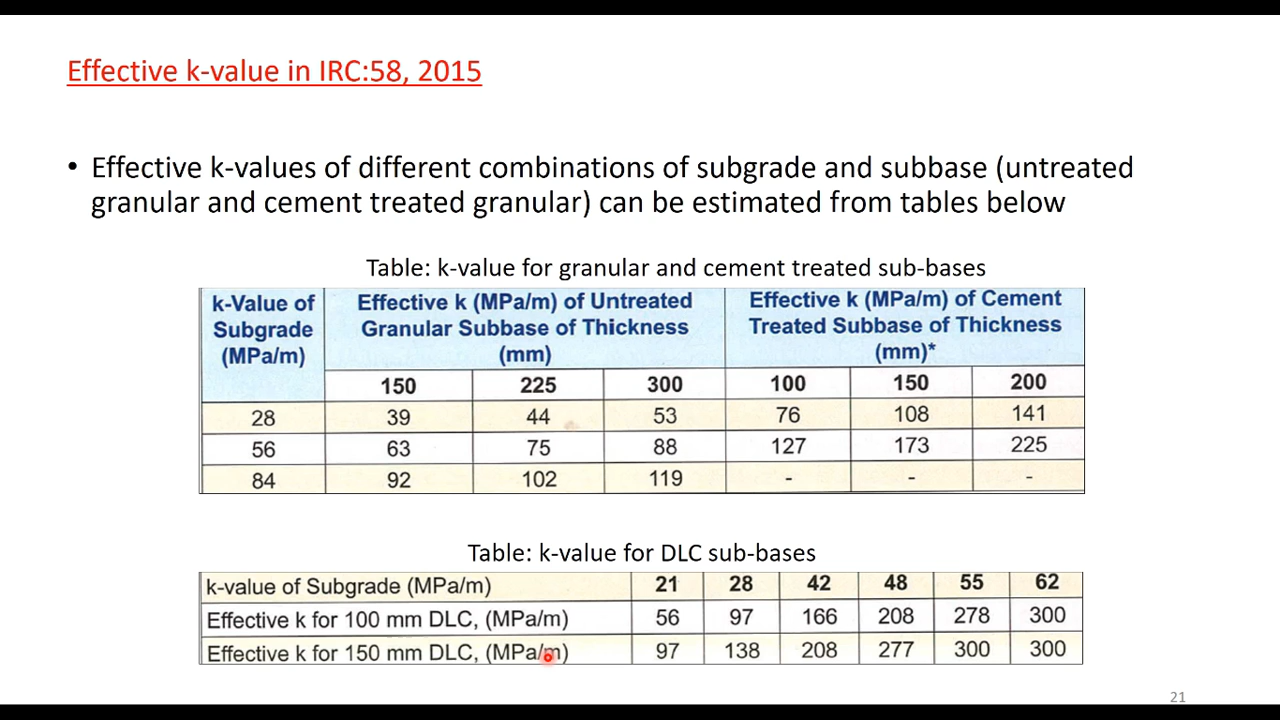 Effective k-value in IRC:58, 2015
• Effective k-values of different combinations of subgrade and subbase (untreated
granular and cement treated granular) can be estimated from tables below
Table: k-value for granular and cement treated sub-bases
k-Value of Subgrade (MPa/m) Effective k (MPa/m) of Untreated Granular Subbase of Thickness (mm) Effective k (MPa/m) of Cement Treated Subbase of Thickness (mm)*
150 225 300 100 150 200
28 39 44 53 76 108 141
56 63 75 88 127 173 225
84 92 102 119 - - -
Table: k-value for DLC sub-bases
k-value of Subgrade (MPa/m) 21 28 42 48 55 62
Effective k for 100 mm DLC, (MPa/m) 56 97 166 208 278 300
Effective k for 150 mm DLC, (MPa/m) 97 138 208 277 300 300
21